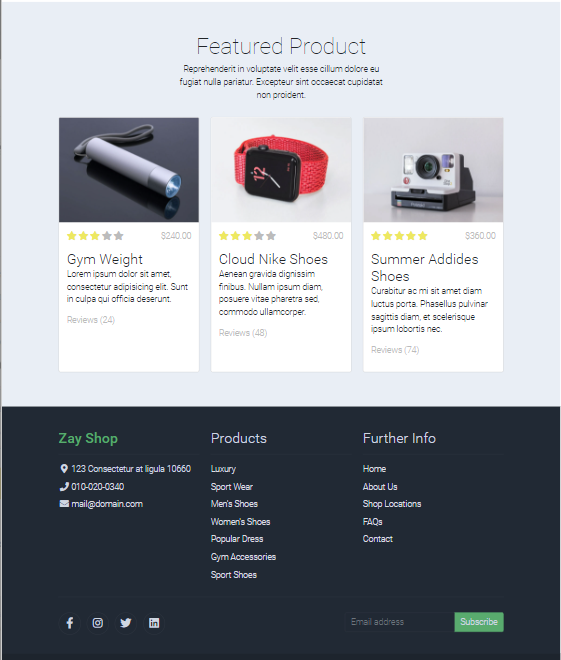 Featured Product
Reprehenderit in voluptate velit esse cillum dolore eu
fugiat nulla pariatur. Excepteur sint occaecat cupidatat
non proident.
$240.00
Gym Weight
Lorem ipsum dolor sit amet,
consectetur adipisicing elit. Sunt
in culpa qui officia deserunt.
Reviews (24)
12
$480.00
Cloud Nike Shoes
Aenean gravida dignissim
finibus. Nullam ipsum diam,
posuere vitae pharetra sed,
commodo ullamcorper.
Reviews (48)
$360.00
Summer Addides
Shoes
Curabitur ac mi sit amet diam
luctus porta. Phasellus pulvinar
sagittis diam, et scelerisque
ipsum lobortis nec.
Reviews (74)
Zay Shop
123 Consectetur at ligula 10660
010-020-0340
mail@domain.com
Products
Luxury
Sport Wear
Men's Shoes
Women's Shoes
Popular Dress
Gym Accessories
Sport Shoes
Further Info
Home
About Us
Shop Locations
FAQs
Contact
Email address
Subscribe